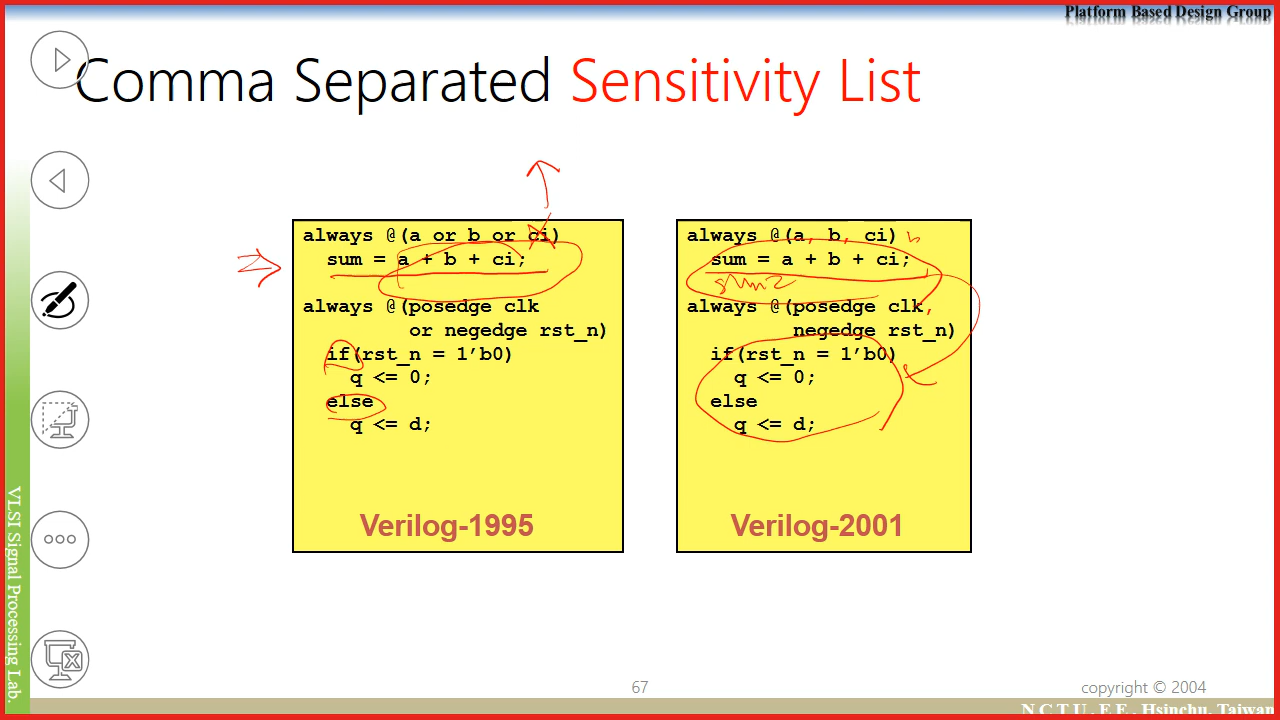 Platform Based Design Group
Comma Separated Sensitivity List
always @(a or b or ci)
sum = a + b + ci;
always @(posedge clk
or negedge rst_n)
if(rst_n = 1’b0)
q <= 0;
else
q <= d;
Verilog-1995
always @(a, b, ci)
sum = a + b + ci;
sum2
always @(posedge clk,
negedge rst_n)
if(rst_n = 1’b0)
q <= 0;
else
q <= d;
Verilog-2001
VLSI Signal Processing Lab.
67
copyright © 2004
N C T U . E E , Hsinchu, Taiwan